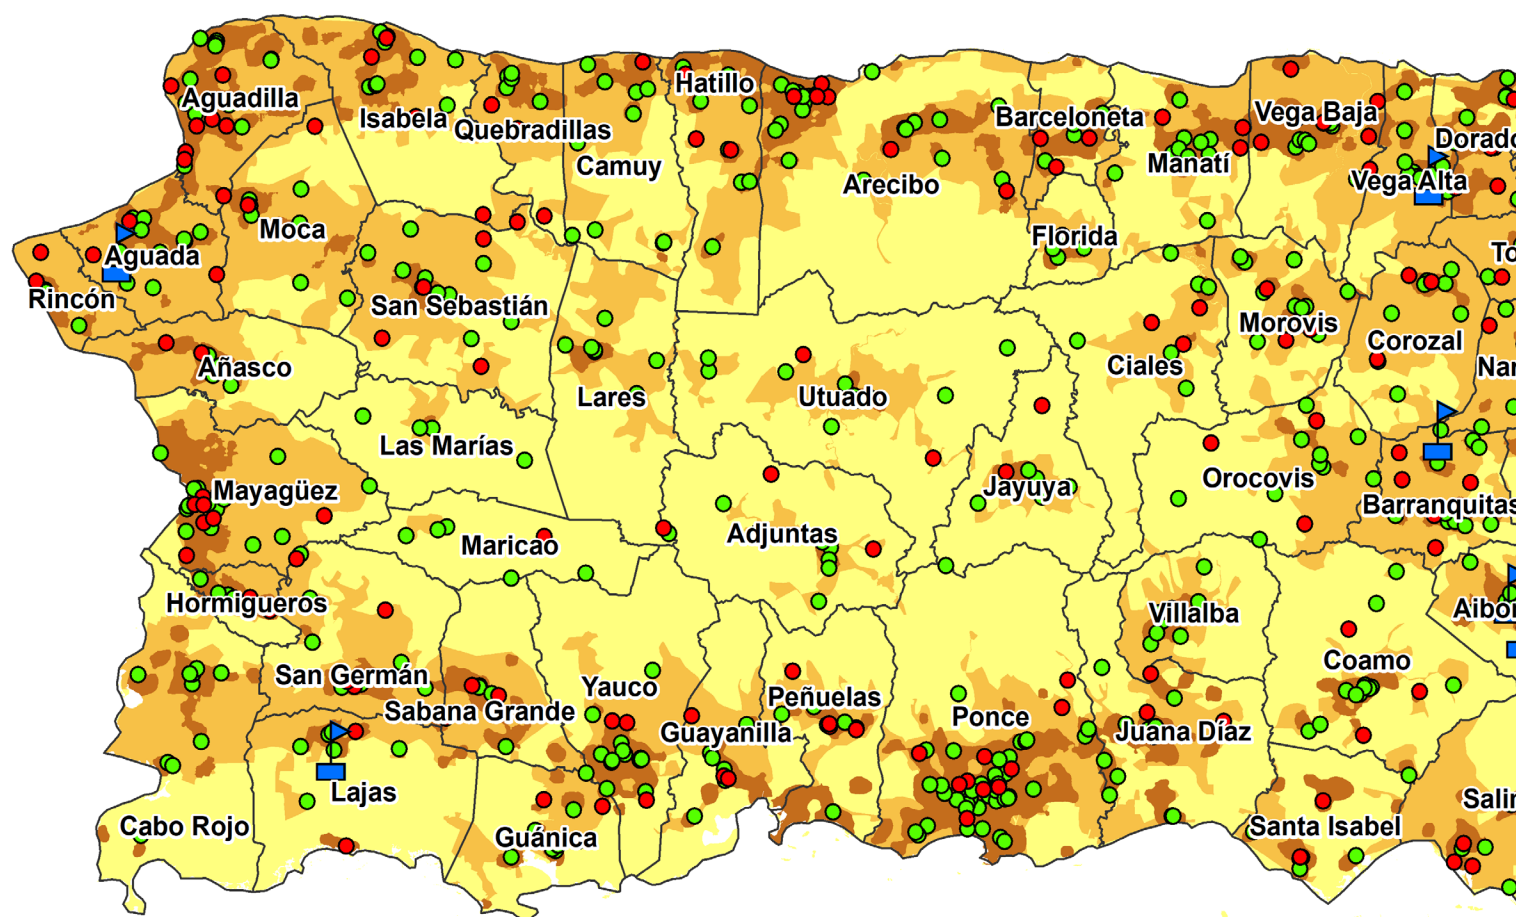 Hatillo
Aguadilla
Isabela
Quebradillas
Barceloneta
Vega Baja
Dorado
Camuy
Arecibo
Manatí
Vega Alta
Moca
Florida
Aguada
Rincón
San Sebastián
Morovis
Corozal
Ciales
Añasco
Lares
Utuado
Las Marías
Orocovis
Mayagüez
Jayuya
Barranquitas
Adjuntas
Maricao
Hormigueros
Villalba
San Germán
Coamo
Yauco
Peñuelas
Sabana Grande
Ponce
Guayanilla
Juana Díaz
Lajas
Cabo Rojo
Guánica
Santa Isabel